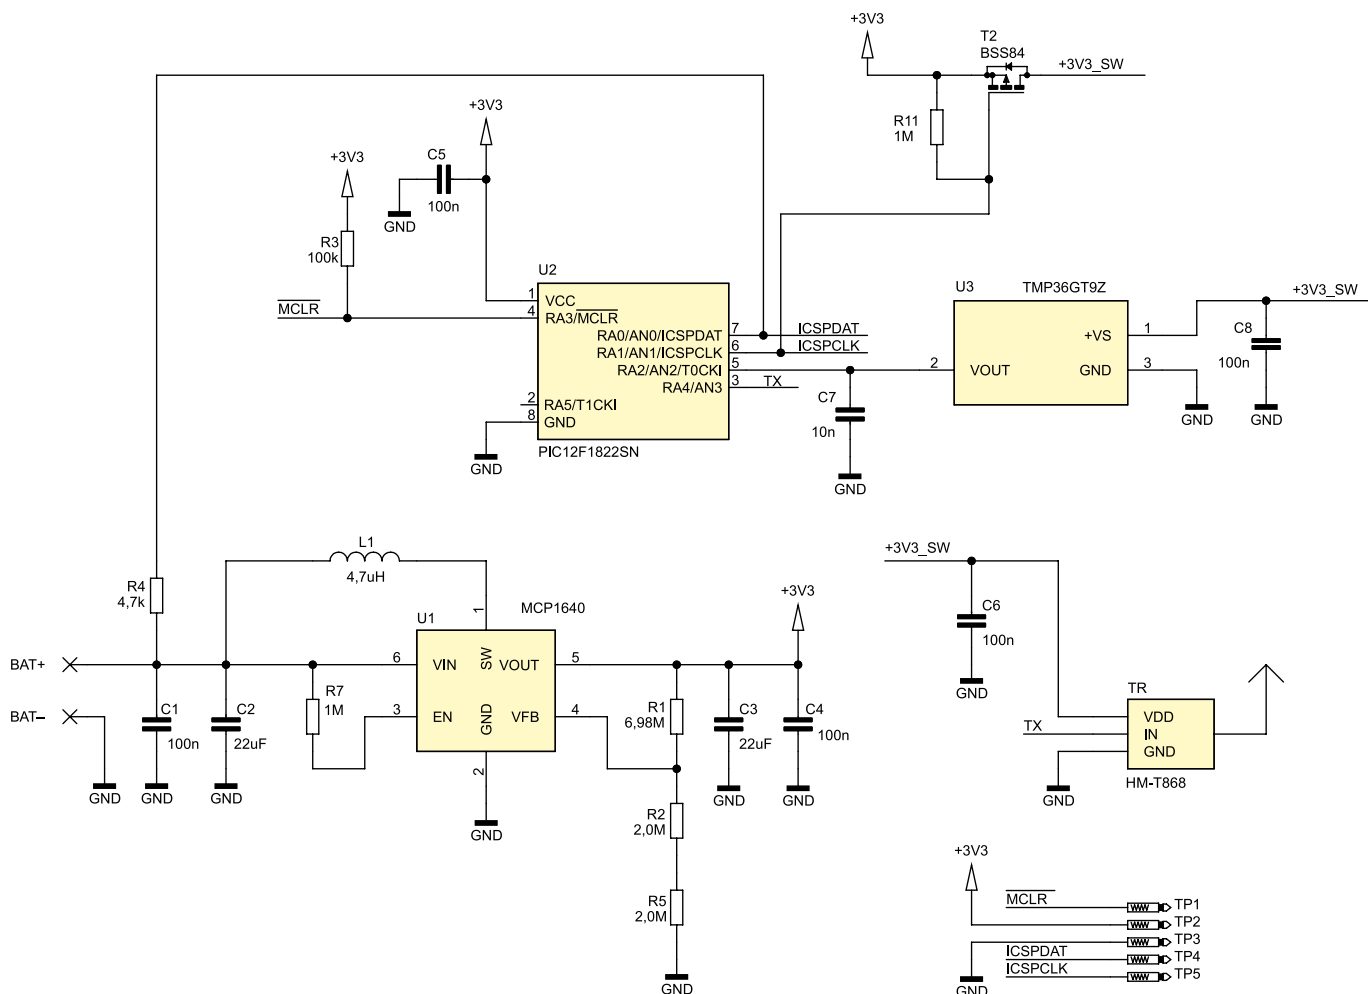 +3V3
T2
BSS84
+3V3_SW
R11
1M
+3V3
C5
100n
GND
+3V3
R3
100k
MCLR
U2
1
VCC
4
RA3/MCLR
RA0/AN0/ICSPDAT
7
ICSPDAT
RA1/AN1/ICSPCLK
6
ICSPCLK
RA2/AN2/T0CKI
5
RA4/AN3
3
TX
2
RA5/T1CKI
8
GND
GND
PIC12F1822SN
C7
10n
GND
U3
TMP36GT9Z
+VS
1
2
VOUT
GND
3
GND
+3V3_SW
C8
100n
GND
L1
4,7uH
R4
4,7k
U1
MCP1640
1
BAT+
6
VIN
SW
VOUT
5
+3V3
BAT–
R7
1M
3
EN
GND
VFB
4
2
GND
GND
C1
100n
GND
C2
22uF
GND
R1
6,98M
C3
22uF
GND
C4
100n
GND
R2
2,0M
R5
2,0M
GND
+3V3_SW
C6
100n
GND
TR
VDD
TX
IN
GND
GND
HM-T868
+3V3
MCLR
TP1
TP2
TP3
ICSPDAT
TP4
ICSPCLK
TP5
GND